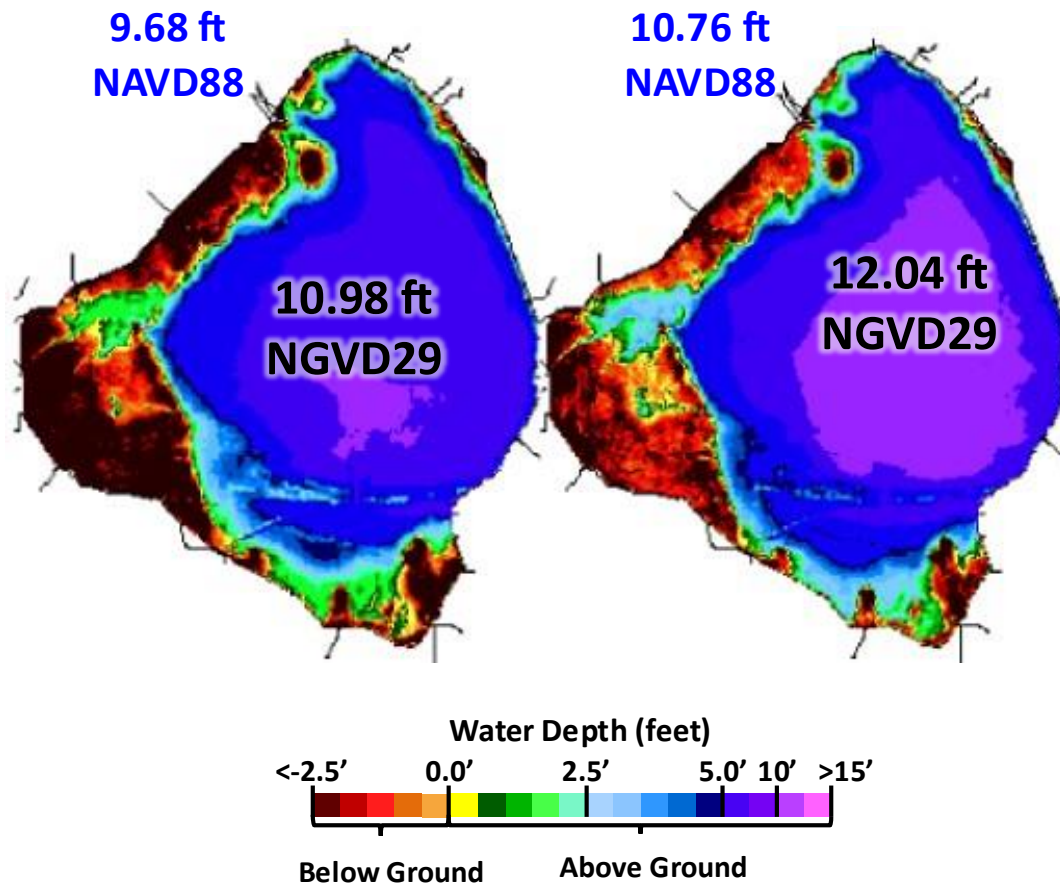 9.68 ft
NAVD88
10.76 ft
NAVD88
10.98 ft
NGVD29
12.04 ft
NGVD29
Water Depth (feet)
<-2.5’ 0.0’ 2.5’ 5.0’ 10’ >15’
Below Ground Above Ground